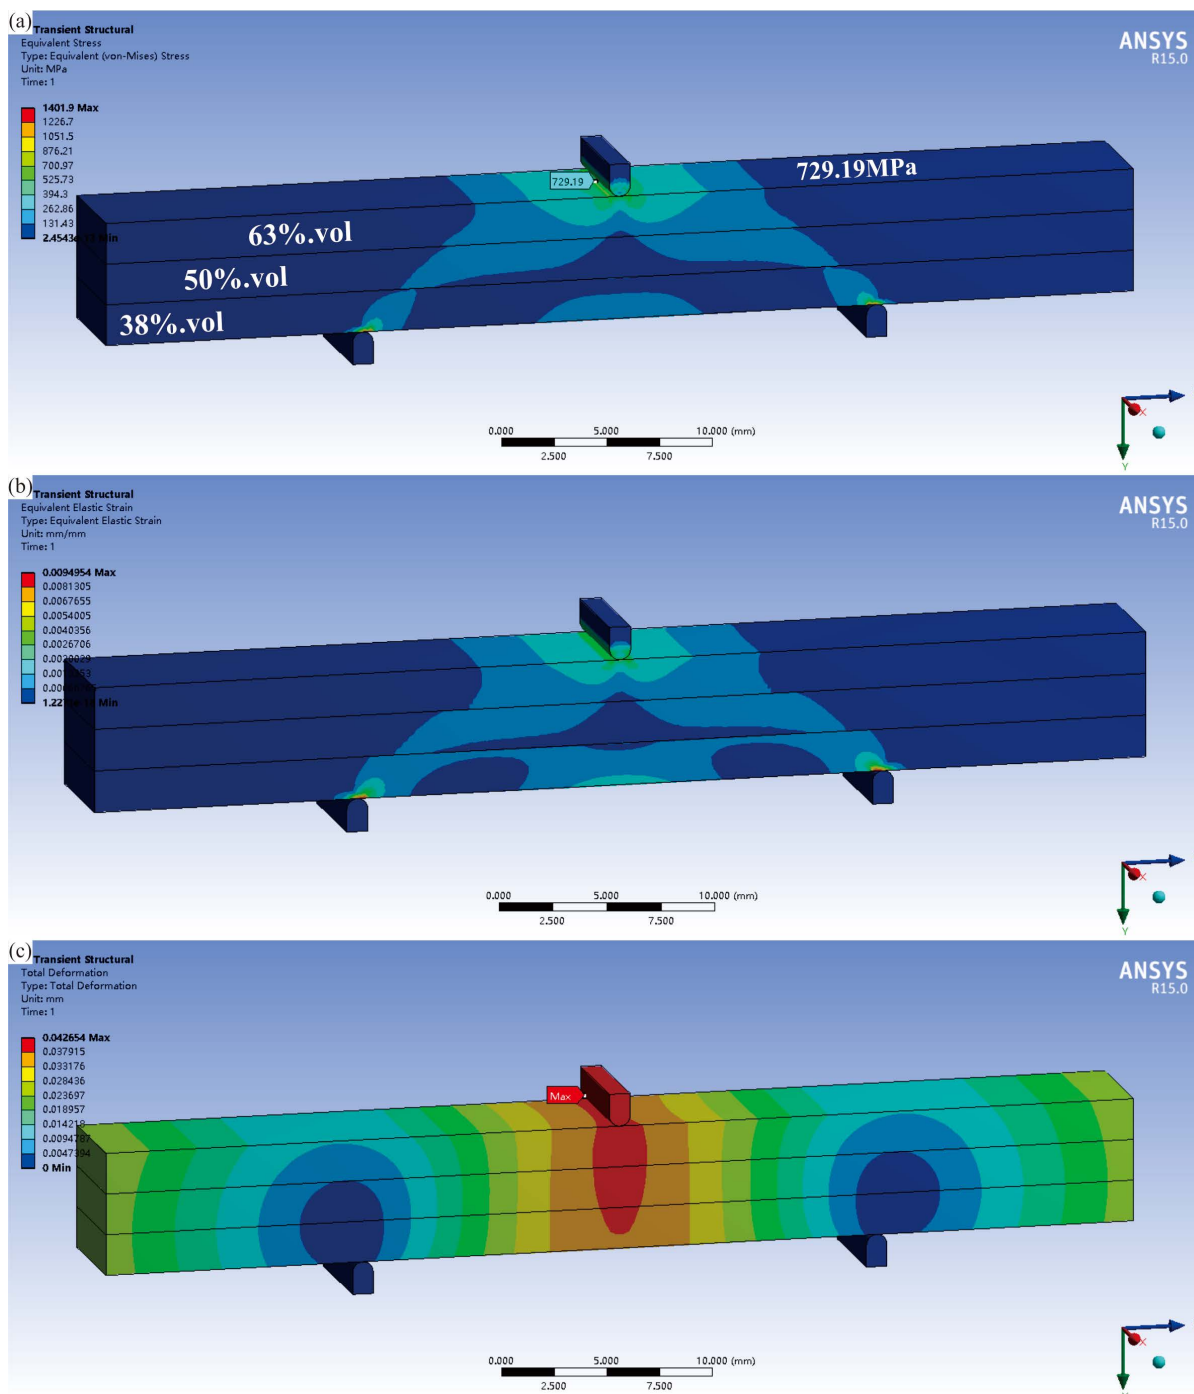 (a)
Transient Structural
Equivalent Stress
Type: Equivalent (von-Mises) Stress
Unit: MPa
Time: 1
ANSYS
R15.0
1401.9 Max
1226.7
1051.5
876.21
700.97
525.73
394.3
262.86
131.43
Min
729.19
729.19MPa
63%.vol
50%.vol
38%.vol
0.000 5.000 10.000 (mm)
2.500 7.500
X
Y
(b)
Transient Structural
Equivalent Elastic Strain
Type: Equivalent Elastic Strain
Unit: mm/mm
Time: 1
ANSYS
R15.0
0.0094954 Max
0.0081305
0.0067655
0.0054005
0.0040356
0.0026706
Min
0.000 5.000 10.000 (mm)
2.500 7.500
X
Y
(c)
Transient Structural
Total Deformation
Type: Total Deformation
Unit: mm
Time: 1
ANSYS
R15.0
0.042654 Max
0.037915
0.033176
0.028436
0.023697
0.018957
0.014218
0.0094787
0.0047394
0 Min
Max
0.000 5.000 10.000 (mm)
2.500 7.500
X